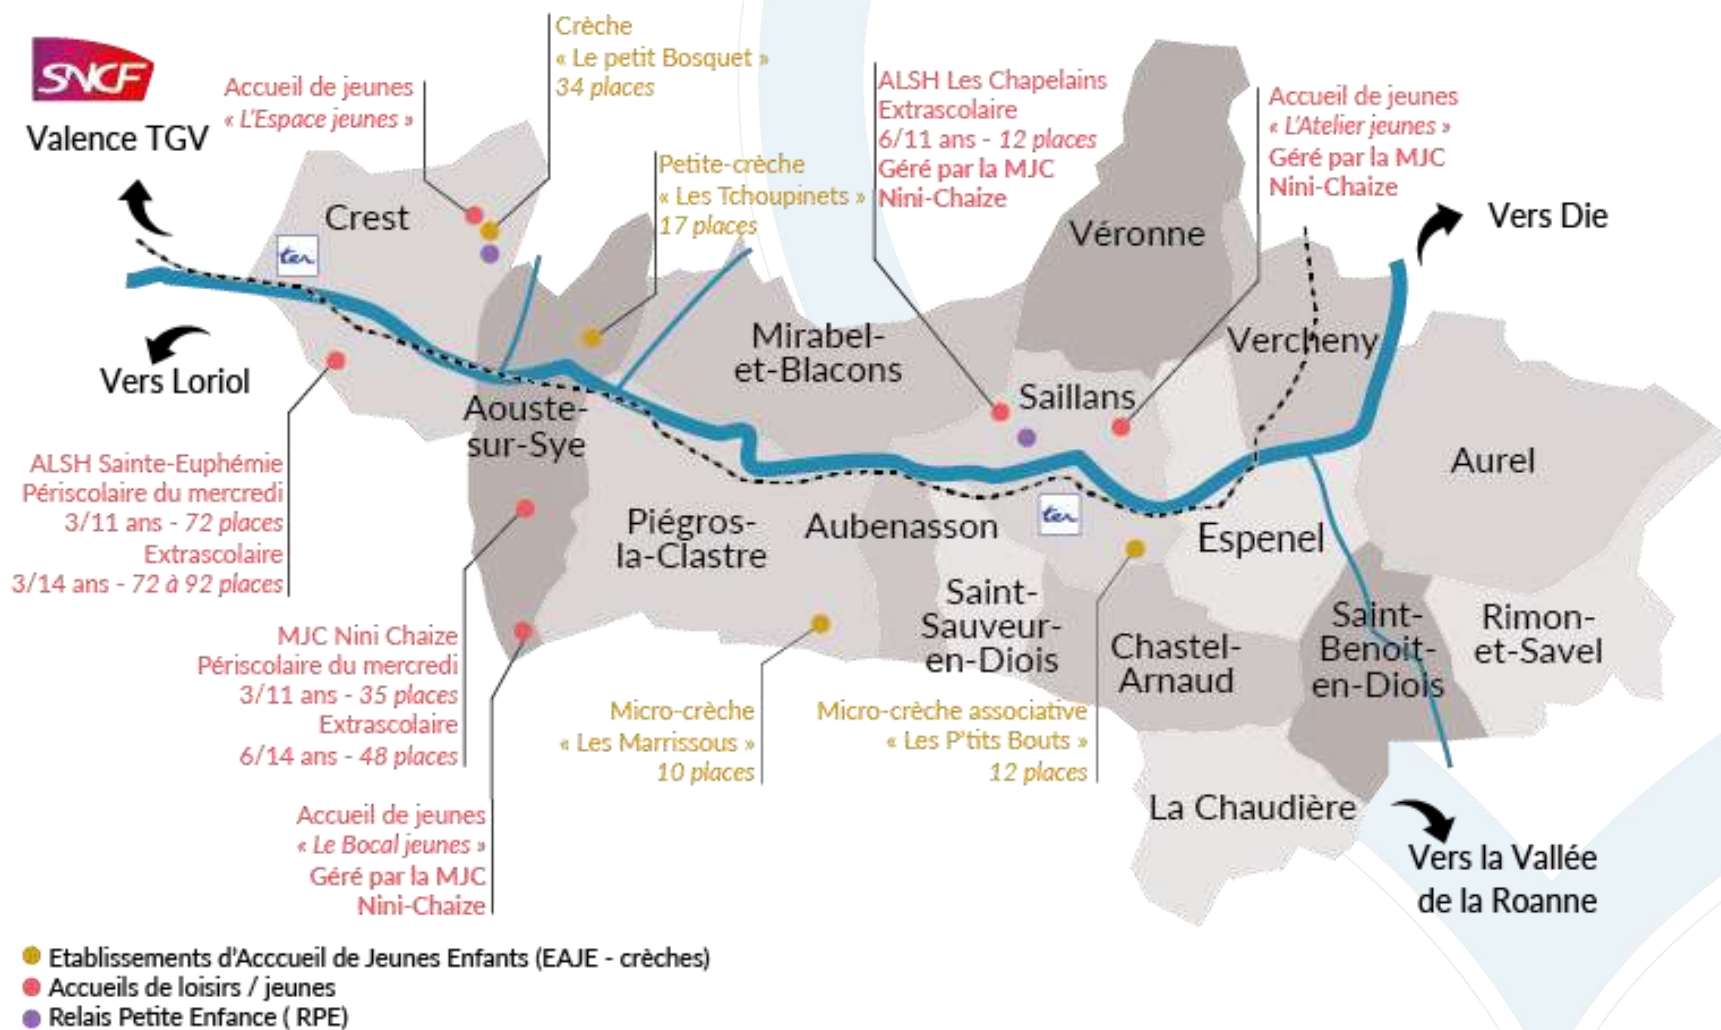 SNCF
Valence TGV
Accueil de jeunes
« L'Espace jeunes »
Crèche
« Le petit Bosquet »
34 places
Petite-crèche
« Les Tchoupinets »
17 places
ALSH Les Chapelains
Extrascolaire
6/11 ans - 12 places
Géré par la MJC
Nini-Chaize
Accueil de jeunes
« L'Atelier jeunes »
Géré par la MJC
Nini-Chaize
Vers Die
Crest
ter
Véronne
Mirabel-
et-Blacons
Vercheny
Vers Loriol
Aouste-
sur-Sye
Saillans
Aurel
ALSH Sainte-Euphémie
Périscolaire du mercredi
3/11 ans - 72 places
Extrascolaire
3/14 ans - 72 à 92 places
Piégros-
la-Clastre
Aubenasson
ter
Espenel
Saint-
Sauveur-
en-Diois
Chastel-
Arnaud
Saint-
Benoit-
en-Diois
Rimon-
et-Savel
MJC Nini Chaize
Périscolaire du mercredi
3/11 ans - 35 places
Extrascolaire
6/14 ans - 48 places
Micro-crèche
« Les Marrissous »
10 places
Micro-crèche associative
« Les P'tits Bouts »
12 places
La Chaudière
Accueil de jeunes
« Le Bocal jeunes »
Géré par la MJC
Nini-Chaize
Vers la Vallée
de la Roanne
Etablissements d'Acccueil de Jeunes Enfants (EAJE - crèches)
Accueils de loisirs / jeunes
Relais Petite Enfance ( RPE)